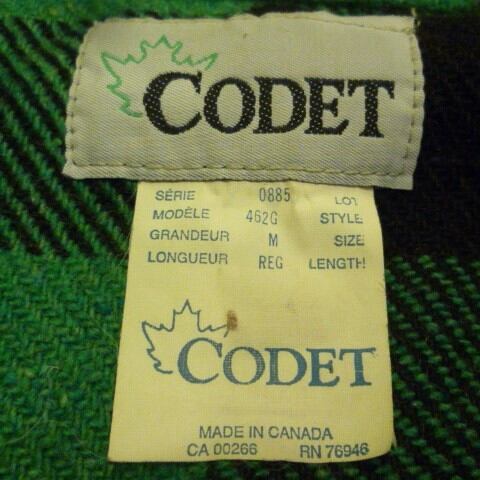 CODET
SÉRIE 0885 LOT
MODÈLE 462G STYLE
GRANDEUR M SIZE
LONGUEUR REG LENGTH
CODET
MADE IN CANADA
CA 00266 RN 76946